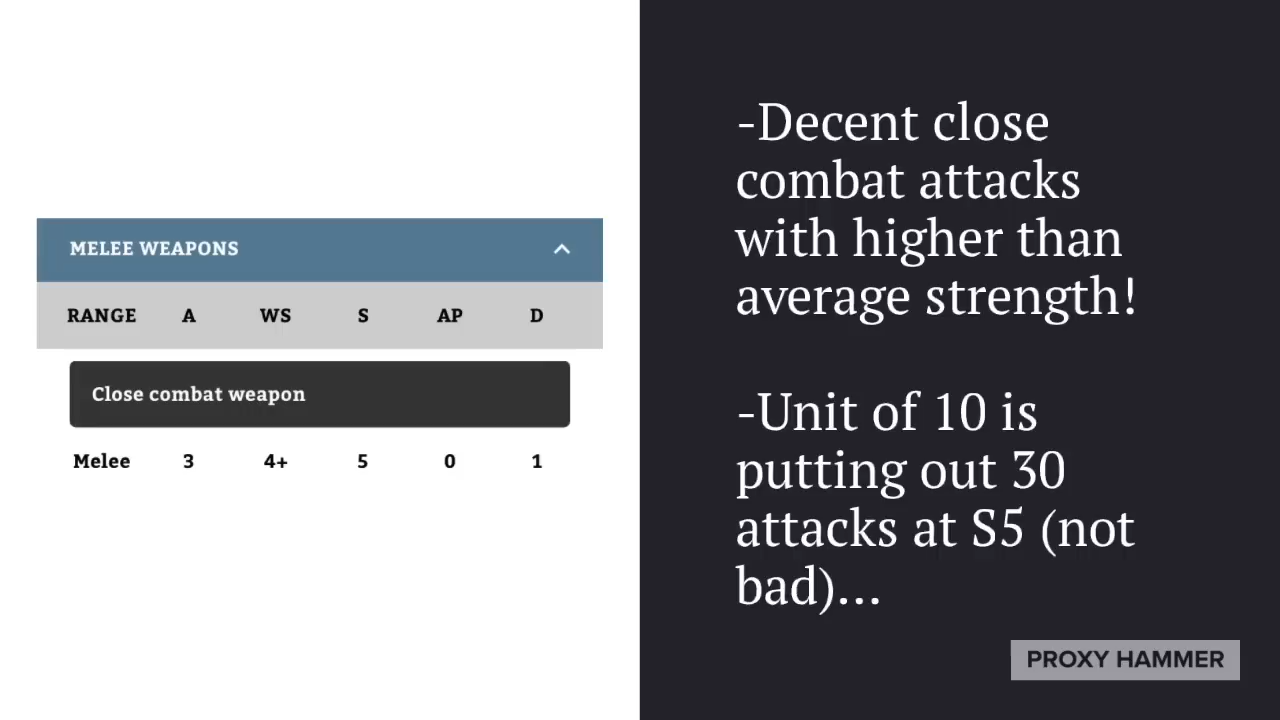 MELEE WEAPONS
RANGE A WS S AP D
Close combat weapon
Melee 3 4+ 5 0 1
-Decent close
combat attacks
with higher than
average strength!
-Unit of 10 is
putting out 30
attacks at S5 (not
bad)...
PROXY HAMMER